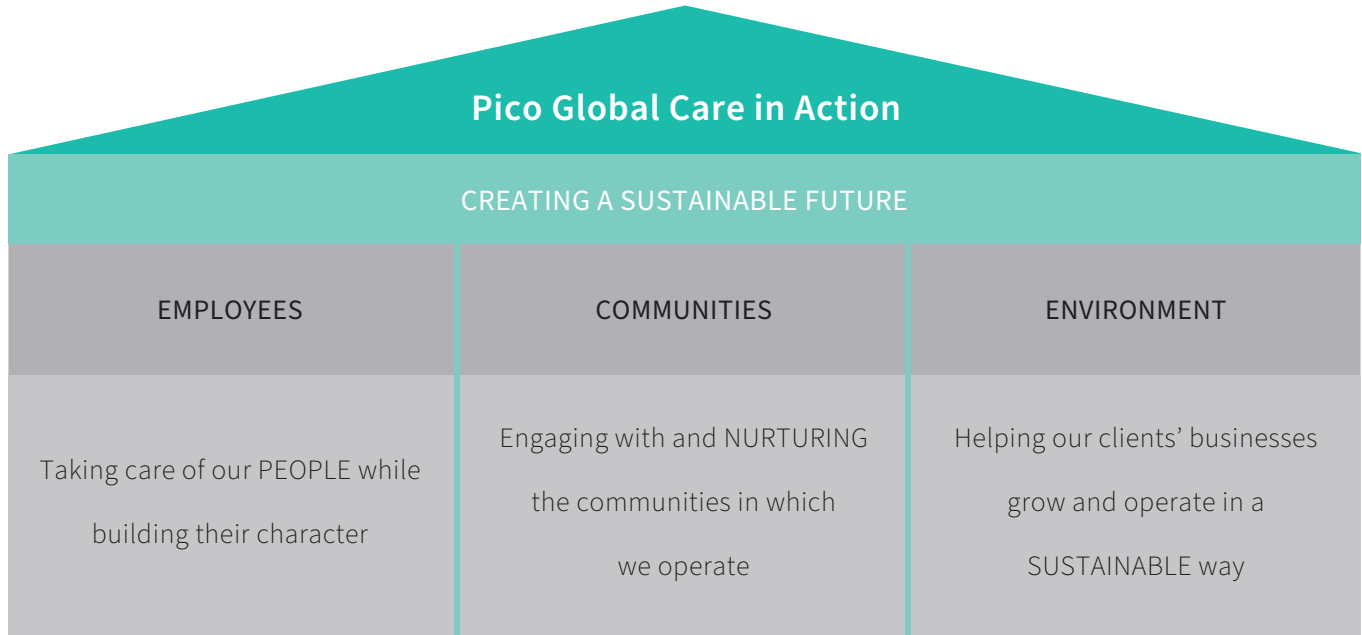 Pico Global Care in Action
CREATING A SUSTAINABLE FUTURE
EMPLOYEES
Taking care of our PEOPLE while
building their character
COMMUNITIES
Engaging with and NURTURING
the communities in which
we operate
ENVIRONMENT
Helping our clients’ businesses
grow and operate in a
SUSTAINABLE way